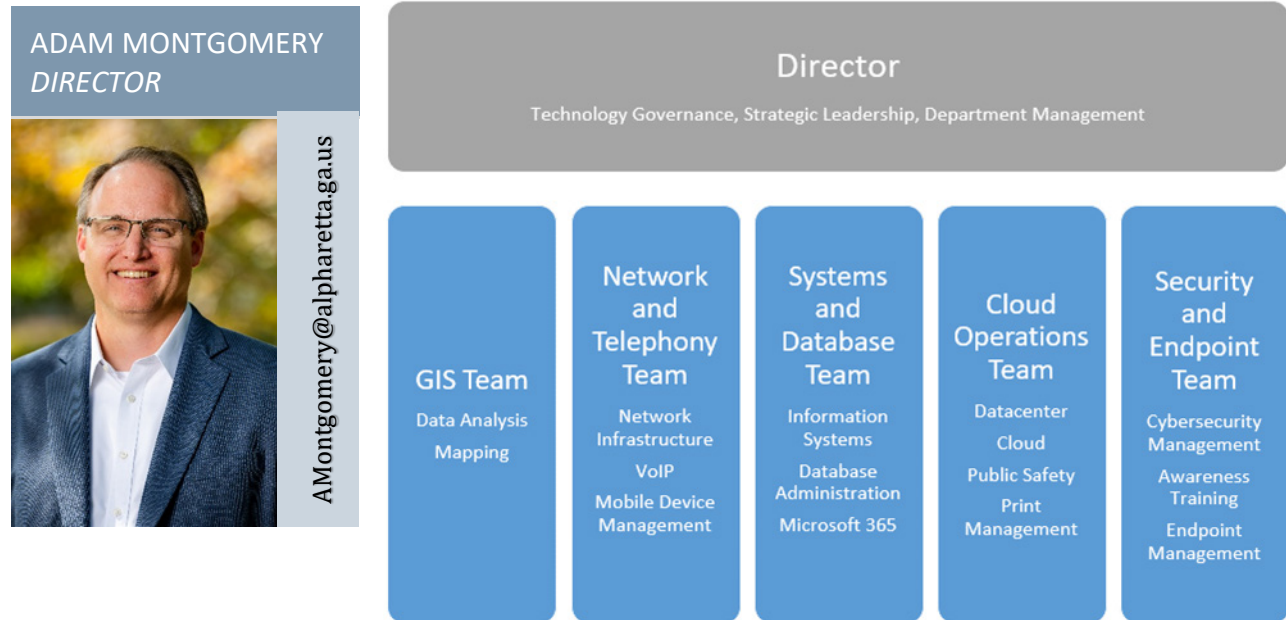 ADAM MONTGOMERY
DIRECTOR
AMontgomery@alpharetta.ga.us
Director
Technology Governance, Strategic Leadership, Department Management
GIS Team
Data Analysis
Mapping
Network
and
Telephony
Team
Network
Infrastructure
VoIP
Mobile Device
Management
Systems
and
Database
Team
Information
Systems
Database
Administration
Microsoft 365
Cloud
Operations
Team
Datacenter
Cloud
Public Safety
Print
Management
Security
and
Endpoint
Team
Cybersecurity
Management
Awareness
Training
Endpoint
Management